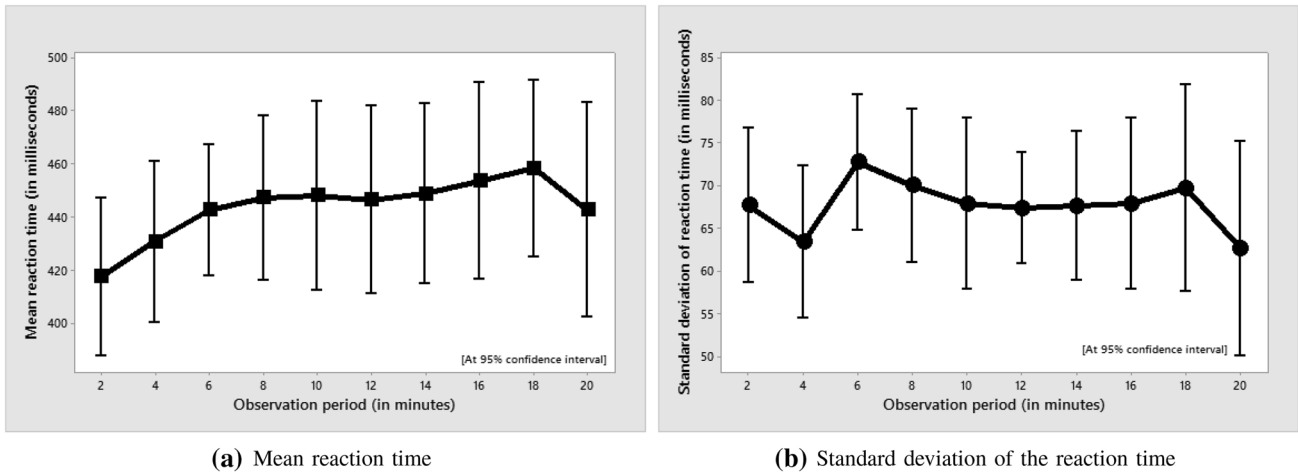 Mean reaction time (in milliseconds)
500
480
460
440
420
400
2 4 6 8 10 12 14 16 18 20
[At 95% confidence interval]
Observation period (in minutes)
(a) Mean reaction time
Standard deviation of reaction time (in milliseconds)
85
80
75
70
65
60
55
50
2 4 6 8 10 12 14 16 18 20
[At 95% confidence interval]
Observation period (in minutes)
(b) Standard deviation of the reaction time